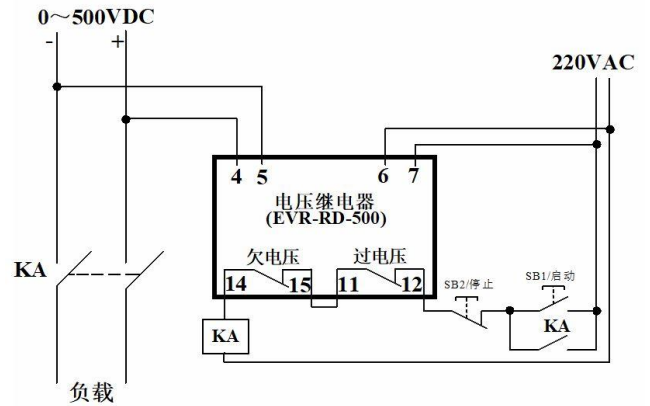 0～500VDC
- +
220VAC
4 5 6 7
电压继电器
(EVR-RD-500)
欠电压 过电压
KA
14 15 11 12
SB2/停止
SB1/启动
KA
KA
负载